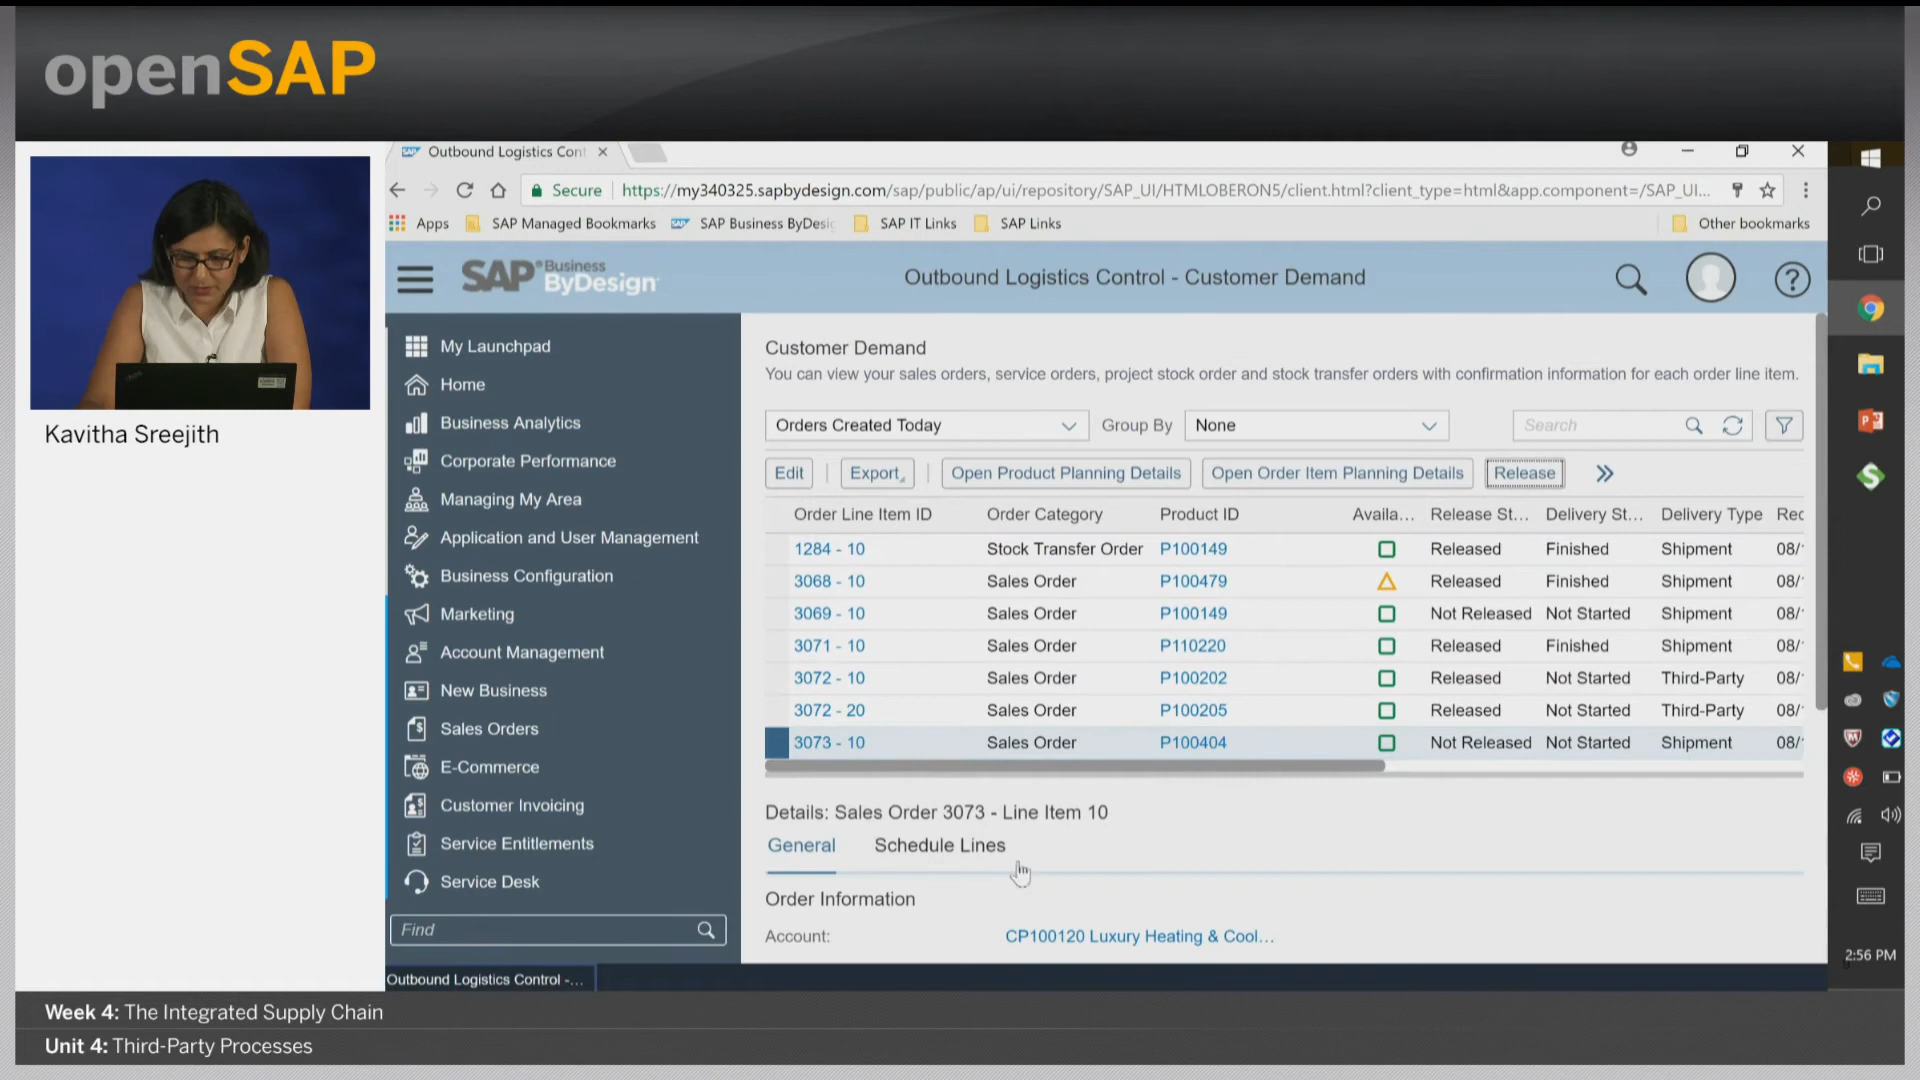 openSAP
Kavitha Sreejith
Outbound Logistics Cont
Secure https://my340325.sapbydesign.com/sap/public/ap/ui/repository/SAP_UI/HTMLOBERON5/client.html?client_type=html&app.component=/SAP_UI...
Apps SAP Managed Bookmarks SAP Business ByDesig SAP IT Links SAP Links Other bookmarks
SAP Business ByDesign
Outbound Logistics Control - Customer Demand
My Launchpad
Home
Business Analytics
Corporate Performance
Managing My Area
Application and User Management
Business Configuration
Marketing
Account Management
New Business
Sales Orders
E-Commerce
Customer Invoicing
Service Entitlements
Service Desk
Find
Customer Demand
You can view your sales orders, service orders, project stock order and stock transfer orders with confirmation information for each order line item.
Orders Created Today Group By None Search
Edit Export Open Product Planning Details Open Order Item Planning Details Release
Order Line Item ID Order Category Product ID Availa... Release St... Delivery St... Delivery Type Rec
1284 - 10 Stock Transfer Order P100149 Released Finished Shipment 08/
3068 - 10 Sales Order P100479 Released Finished Shipment 08/
3069 - 10 Sales Order P100149 Not Released Not Started Shipment 08/
3071 - 10 Sales Order P110220 Released Finished Shipment 08/
3072 - 10 Sales Order P100202 Released Not Started Third-Party 08/
3072 - 20 Sales Order P100205 Released Not Started Third-Party 08/
3073 - 10 Sales Order P100404 Not Released Not Started Shipment 08/
Details: Sales Order 3073 - Line Item 10
General Schedule Lines
Order Information
Account: CP100120 Luxury Heating & Cool...
Outbound Logistics Control -...
2:56 PM
Week 4: The Integrated Supply Chain
Unit 4: Third-Party Processes